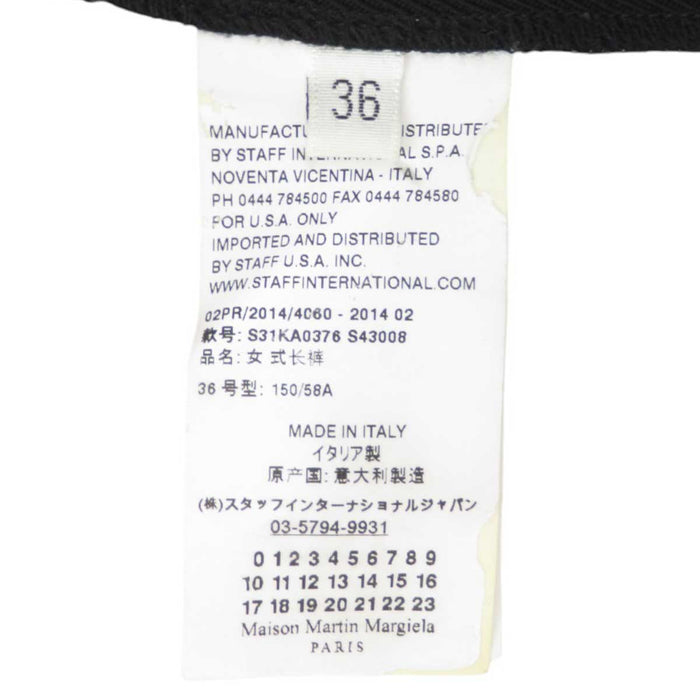 36
MANUFACTU ISTRIBUTE
BY STAFF INTERNATIONAL S.P.A.
NOVENTA VICENTINA - ITALY
PH 0444 784500 FAX 0444 784580
FOR U.S.A. ONLY
IMPORTED AND DISTRIBUTED
BY STAFF U.S.A. INC.
WWW.STAFFINTERNATIONAL.COM
02PR/2014/4060 - 2014 02
款号: S31KA0376 S43008
品名: 女式长裤
36 号型: 150/58A
MADE IN ITALY
イタリア製
原产国: 意大利製造
(株)スタッフインターナショナルジャパン
03-5794-9931
0 1 2 3 4 5 6 7 8 9
10 11 12 13 14 15 16
17 18 19 20 21 22 23
Maison Martin Margiela
PARIS